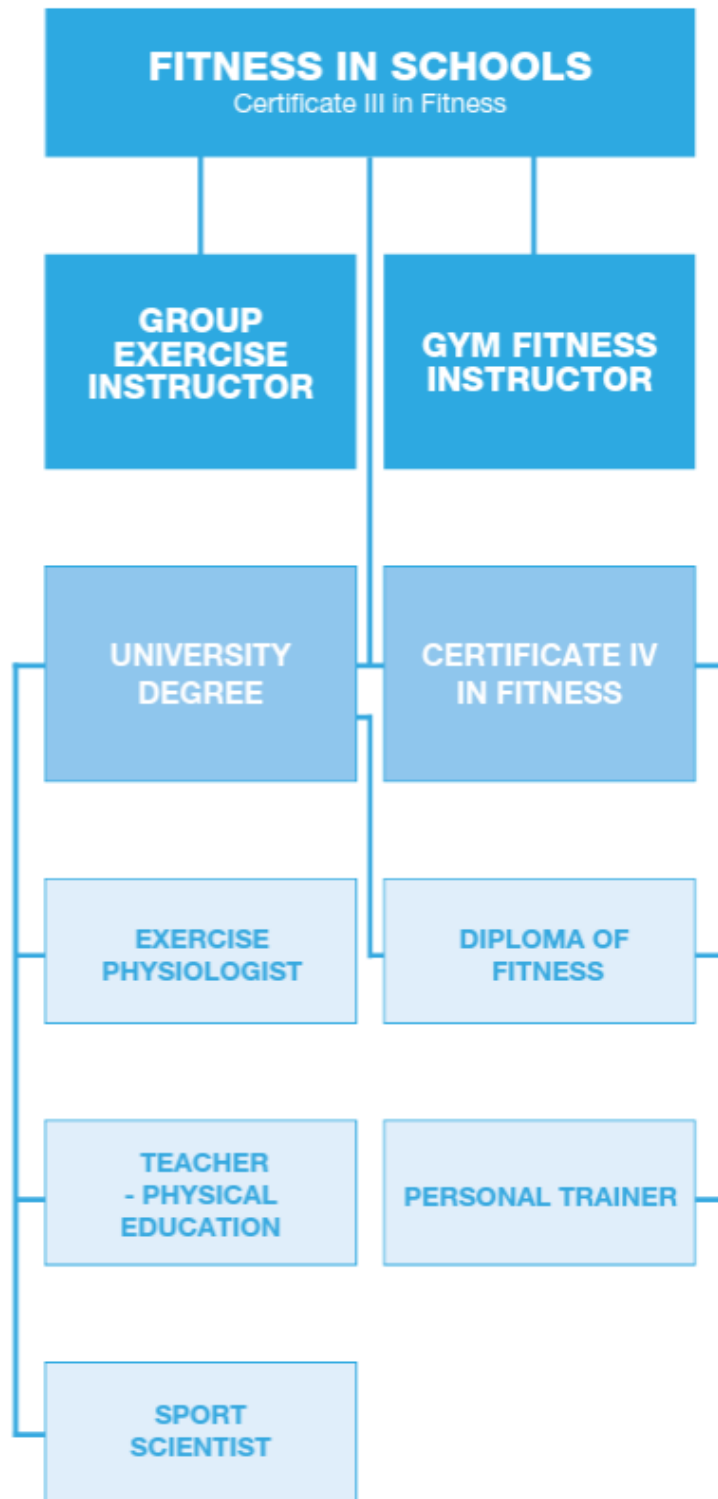 FITNESS IN SCHOOLS
Certificate III in Fitness
GROUP
EXERCISE
INSTRUCTOR
GYM FITNESS
INSTRUCTOR
UNIVERSITY
DEGREE
CERTIFICATE IV
IN FITNESS
EXERCISE
PHYSIOLOGIST
DIPLOMA OF
FITNESS
TEACHER
- PHYSICAL
EDUCATION
PERSONAL TRAINER
SPORT
SCIENTIST